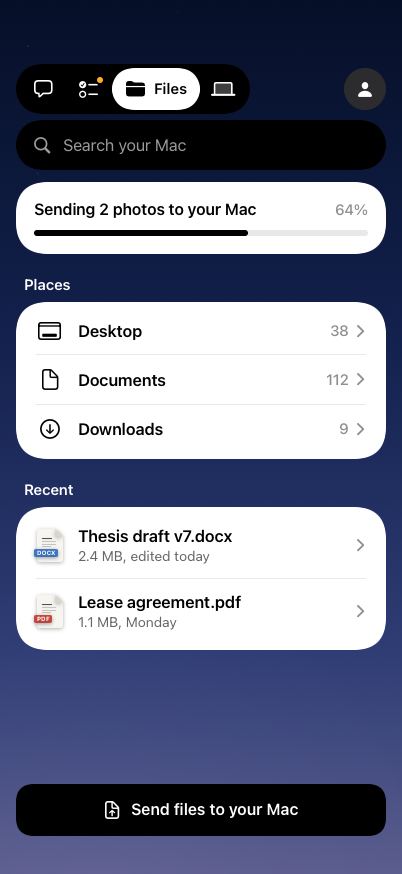 Files
Search your Mac
Sending 2 photos to your Mac 64%
Places
Desktop 38
Documents 112
Downloads 9
Recent
Thesis draft v7.docx
DOCX
2.4 MB, edited today
Lease agreement.pdf
PDF
1.1 MB, Monday
Send files to your Mac